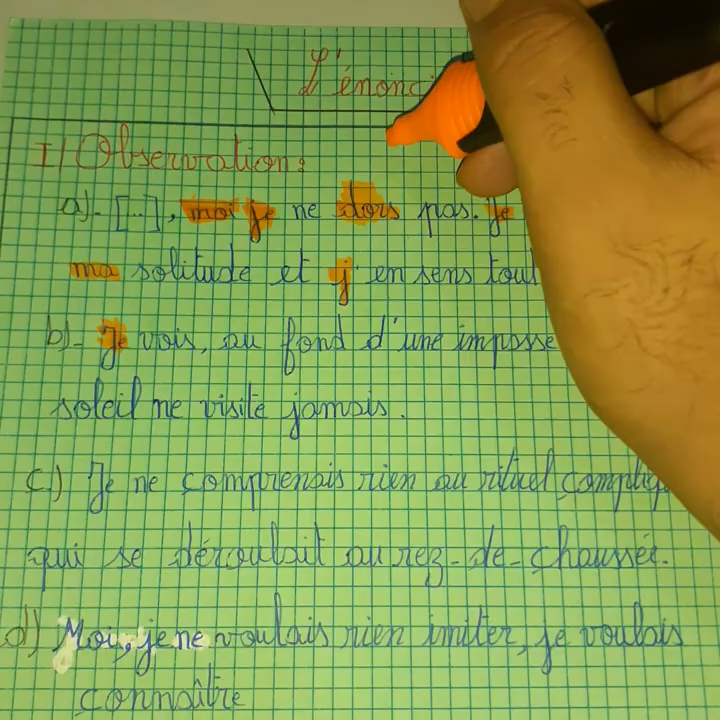 L'énonc
I/ Observation:
a)- [...], moi je ne dors pas. Je
ma solitude et j'en sens tout
b)- Je vois, au fond d'une impasse
soleil ne visite jamais.
c.) Je ne comprenais rien au rituel compliq
qui se déroulait au rez-de-chaussée.
d)) Moi, je ne voulais rien imiter, je voulais
connaître